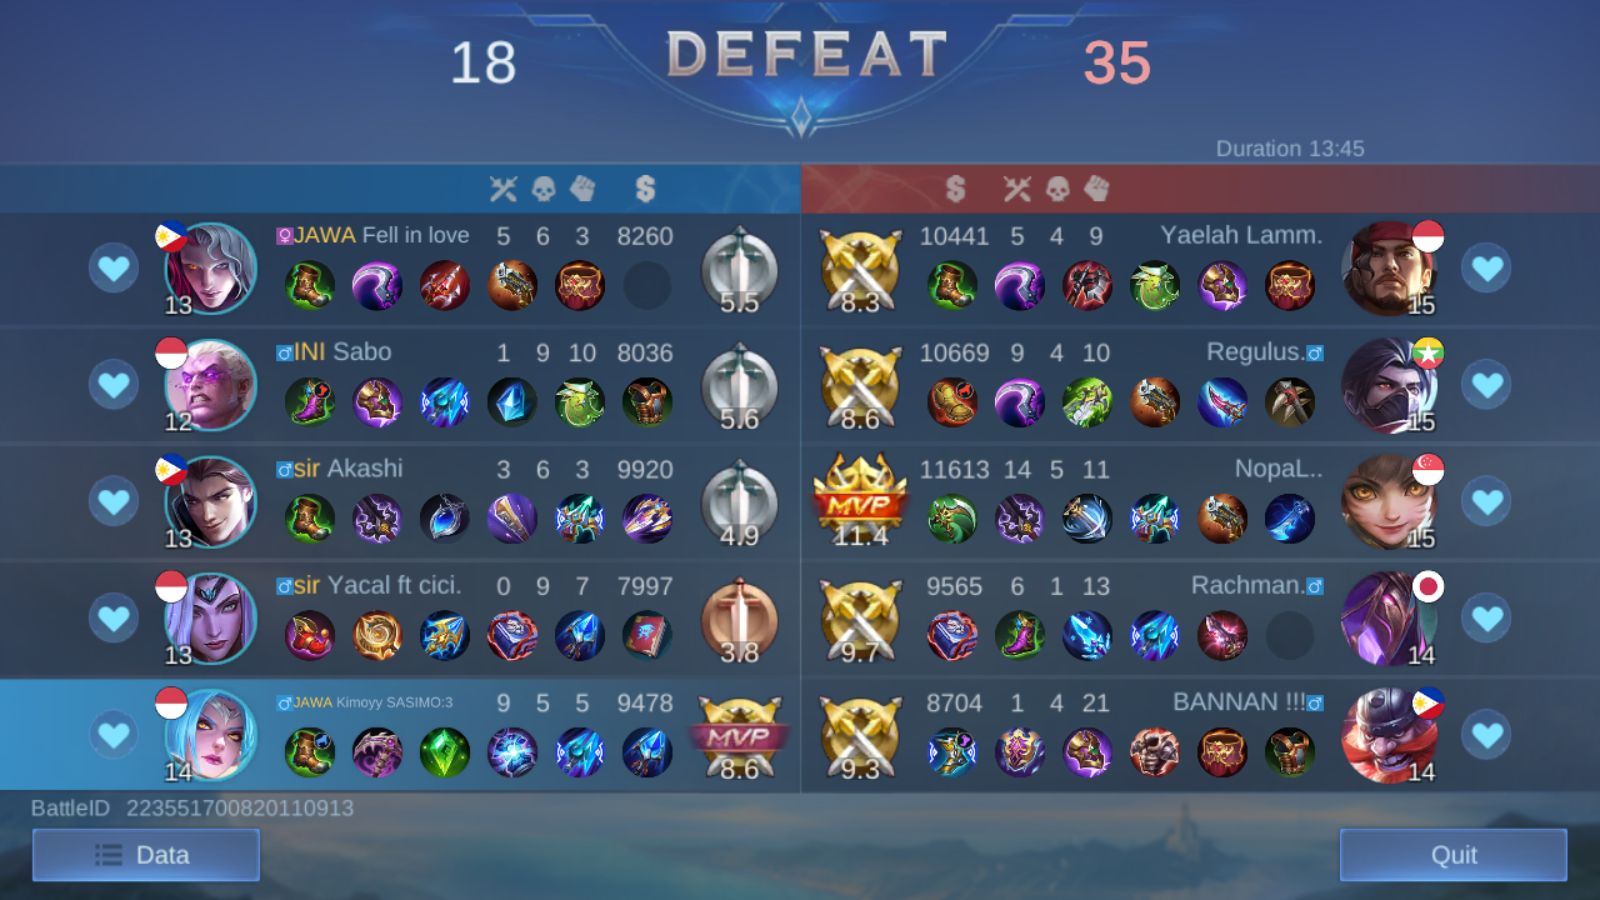 18 DEFEAT 35
Duration 13:45
JAWA Fell in love 5 6 3 8260 5.5 13
8.3 10441 5 4 9 Yaelah Lamm. 15
INI Sabo 1 9 10 8036 5.6 12
8.6 10669 9 4 10 Regulus. 15
sir Akashi 3 6 3 9920 4.9 13
MVP 11.4 11613 14 5 11 NopaL.. 15
sir Yacal ft cici. 0 9 7 7997 3.8 13
9.7 9565 6 1 13 Rachman. 14
JAWA Kimoyy SASIMO:3 9 5 5 9478 MVP 8.6 14
9.3 8704 1 4 21 BANNAN !!! 14
BattleID 223551700820110913
Data
Quit